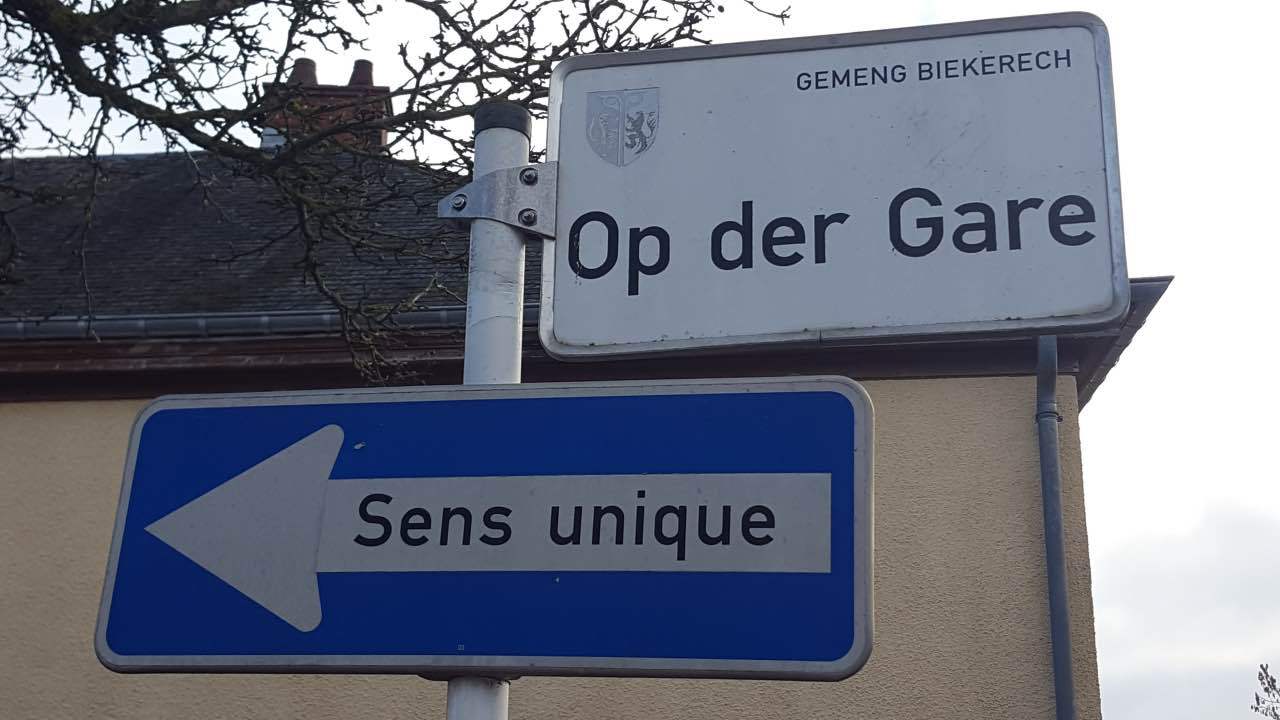 GEMENG BIEKERECH
Op der Gare
Sens unique